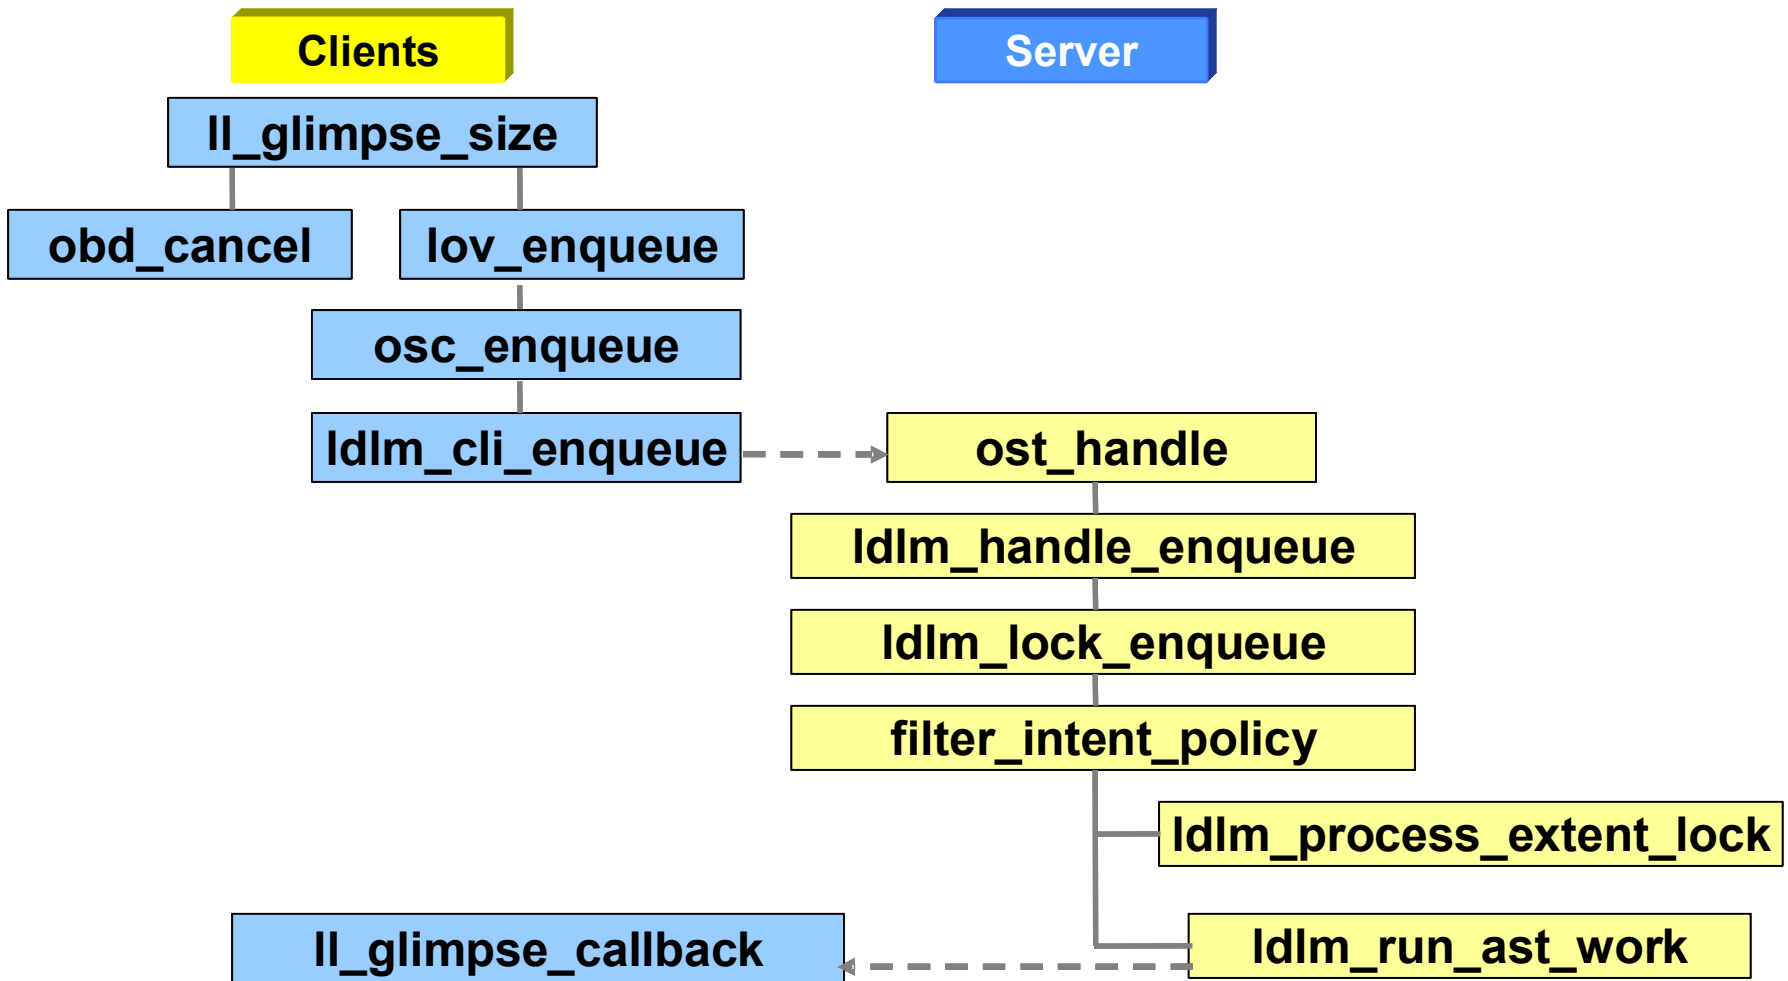 Clients
Server
ll_glimpse_size
obd_cancel
lov_enqueue
osc_enqueue
ldlm_cli_enqueue
ost_handle
ldlm_handle_enqueue
ldlm_lock_enqueue
filter_intent_policy
ldlm_process_extent_lock
ll_glimpse_callback
ldlm_run_ast_work